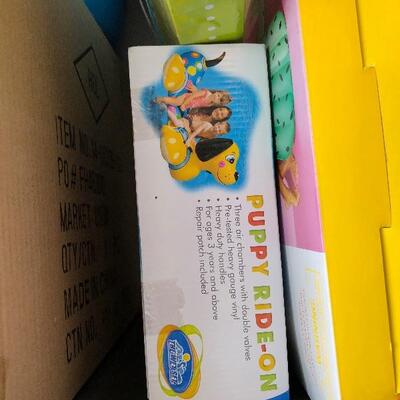 ITEM NO.
PO#
MARKET
QTY/CTN
MADE IN
CTN NO.
PUPPY RIDE-ON
• Three air chambers with double valves
• Pre-tested heavy gauge vinyl
• Heavy duty handles
• For ages 3 years and above
• Repair patch included